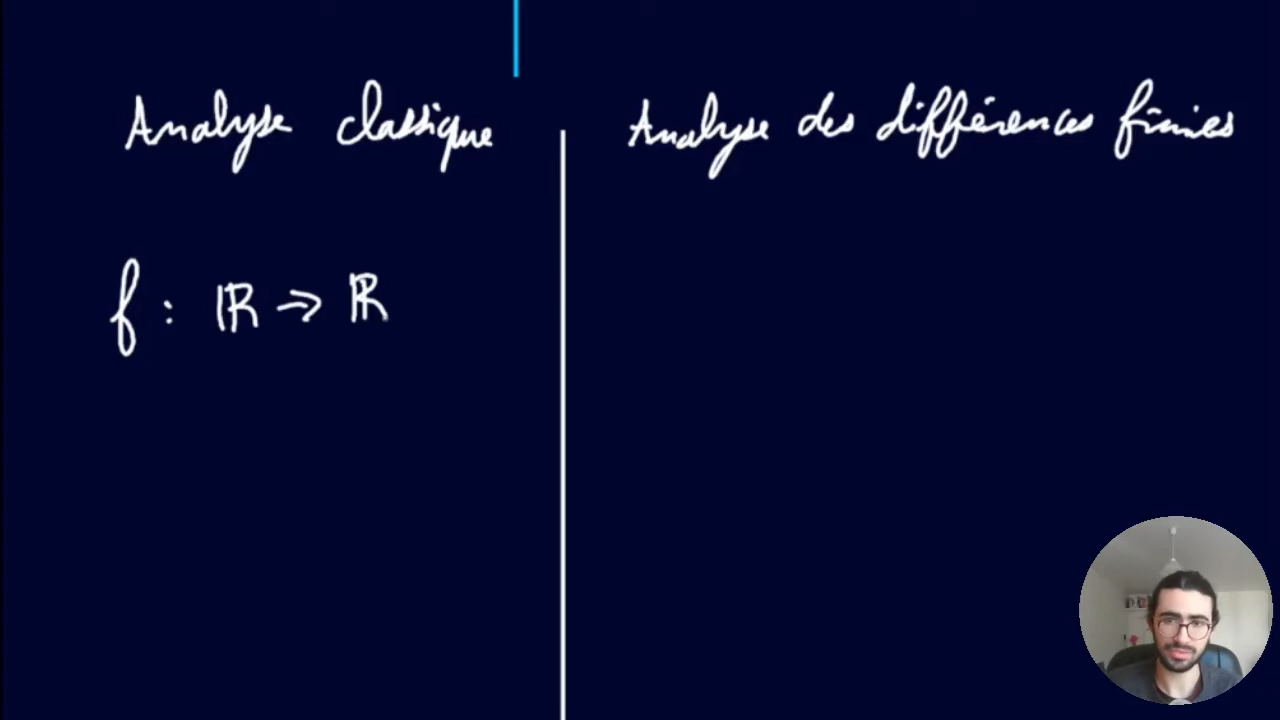 Analyse classique
Analyse des différences finies
f : ℝ → ℝ